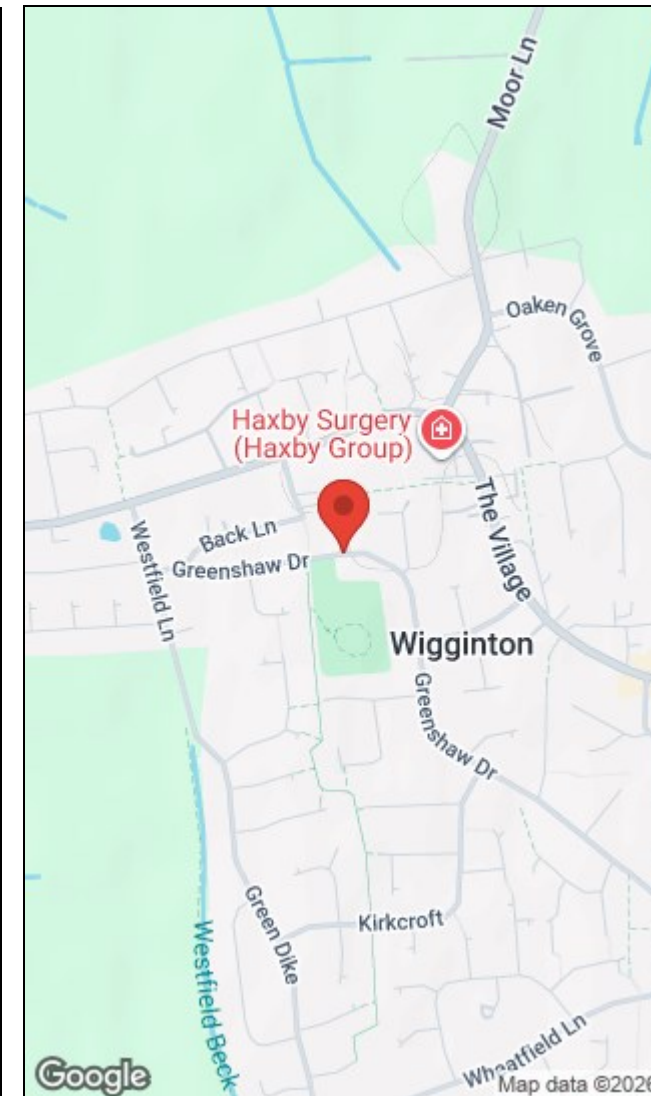 Moor Ln
Oaken Grove
Haxby Surgery
(Haxby Group)
The Village
Back Ln
Greenshaw Dr
Westfield Ln
Wigginton
Greenshaw Dr
Green Dike
Kirkcroft
Westfield Beck
Wheatfield Ln
Google
Map data ©2026